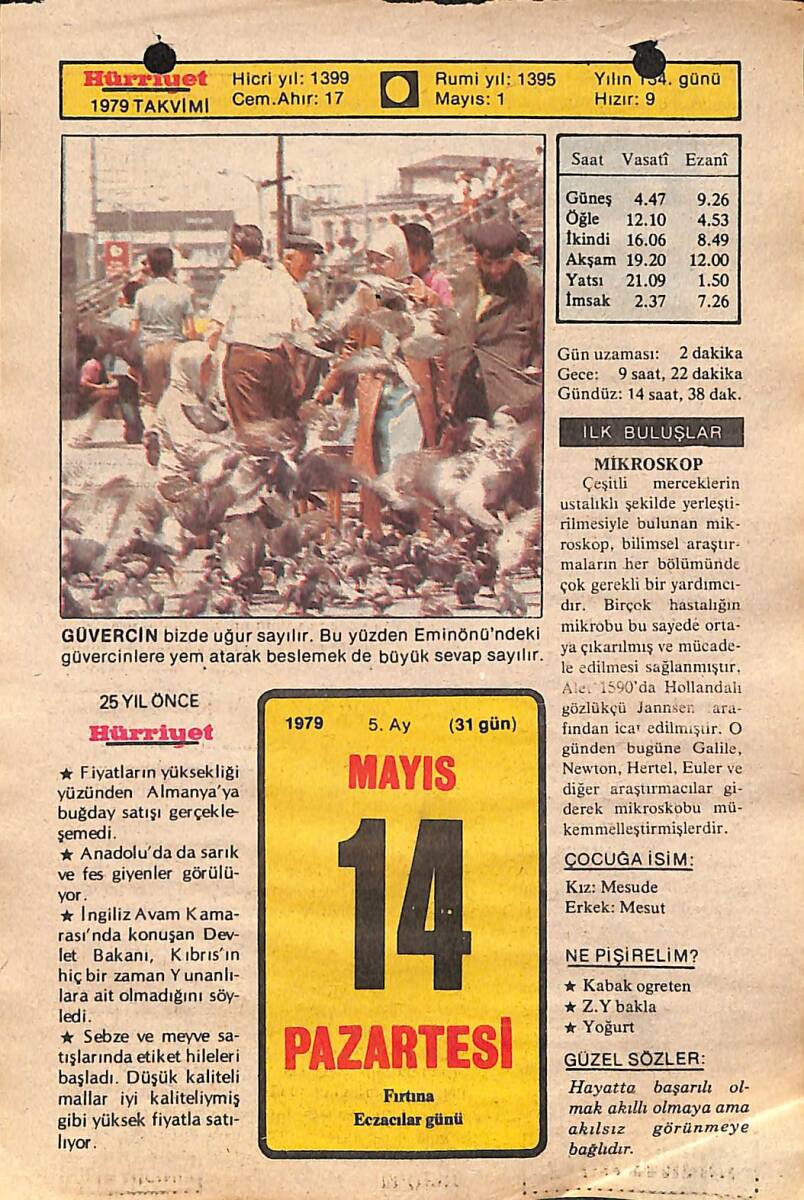 Hürriyet
1979 TAKVİMİ
Hicri yıl: 1399
Cem.Ahır: 17
Rumi yıl: 1395
Mayıs: 1
Yılın 134. günü
Hızır: 9
Saat Vasatî Ezanî
Güneş 4.47 9.26
Öğle 12.10 4.53
İkindi 16.06 8.49
Akşam 19.20 12.00
Yatsı 21.09 1.50
İmsak 2.37 7.26
Gün uzaması: 2 dakika
Gece: 9 saat, 22 dakika
Gündüz: 14 saat, 38 dak.
GÜVERCİN bizde uğur sayılır. Bu yüzden Eminönü'ndeki
güvercinlere yem atarak beslemek de büyük sevap sayılır.
İLK BULUŞLAR
MİKROSKOP
Çeşitli merceklerin
ustalıklı şekilde yerleşti-
rilmesiyle bulunan mik-
roskop, bilimsel araştır-
maların her bölümünde
çok gerekli bir yardımcı-
dır. Birçok hastalığın
mikrobu bu sayede orta-
ya çıkarılmış ve mücade-
le edilmesi sağlanmıştır.
Alet 1590'da Hollandalı
gözlükçü Jannsen ara-
fından icat edilmiştir. O
günden bugüne Galile,
Newton, Hertel, Euler ve
diğer araştırmacılar gi-
derek mikroskobu mü-
kemmelleştirmişlerdir.
ÇOCUĞA İSİM:
Kız: Mesude
Erkek: Mesut
NE PİŞİRELİM?
★ Kabak ogreten
★ Z.Y bakla
★ Yoğurt
GÜZEL SÖZLER:
Hayatta başarılı ol-
mak akıllı olmaya ama
akılsız görünmeye
bağlıdır.
25 YIL ÖNCE
Hürriyet
★ Fiyatların yüksekliği
yüzünden Almanya'ya
buğday satışı gerçekle-
şemedi.
★ Anadolu'da da sarık
ve fes giyenler görülü-
yor.
★ İngiliz Avam Kama-
rası'nda konuşan Dev-
let Bakanı, Kıbrıs'ın
hiç bir zaman Yunanlı-
lara ait olmadığını söy-
ledi.
★ Sebze ve meyve sa-
tışlarında etiket hileleri
başladı. Düşük kaliteli
mallar iyi kaliteliymiş
gibi yüksek fiyatla satı-
lıyor.
1979 5. Ay (31 gün)
MAYIS
14
PAZARTESİ
Fırtına
Eczacılar günü